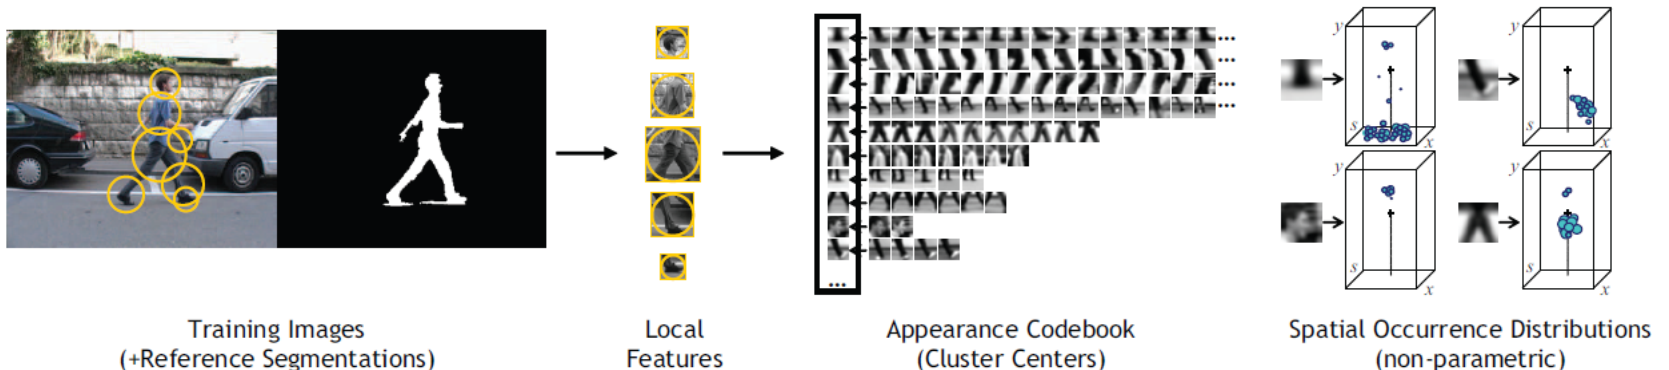 y
s
x
y
s
x
y
s
x
y
s
x
Training Images
(+Reference Segmentations)
Local
Features
Appearance Codebook
(Cluster Centers)
Spatial Occurrence Distributions
(non-parametric)